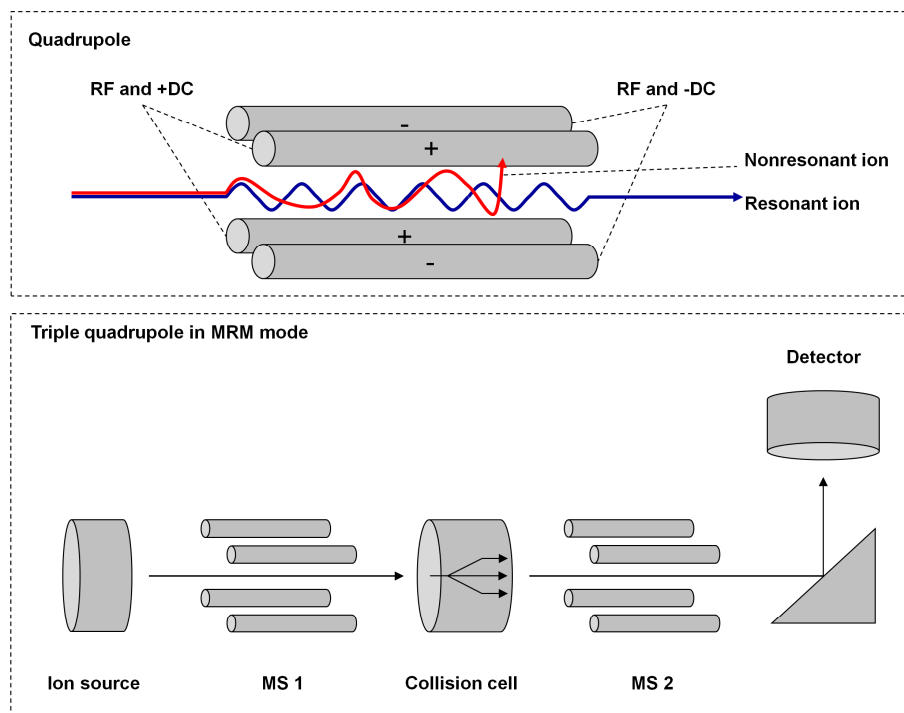 Quadrupole
RF and +DC
RF and -DC
-
+
Nonresonant ion
Resonant ion
+
-
Triple quadrupole in MRM mode
Detector
Ion source
MS 1
Collision cell
MS 2